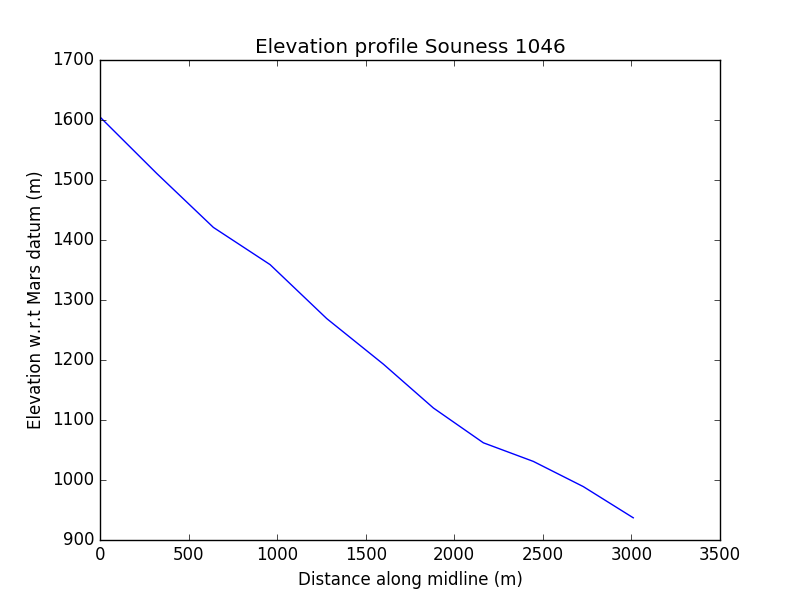 Elevation profile Souness 1046
1700
1600
1500
1400
1300
1200
1100
1000
900
Elevation w.r.t Mars datum (m)
0 500 1000 1500 2000 2500 3000 3500
Distance along midline (m)